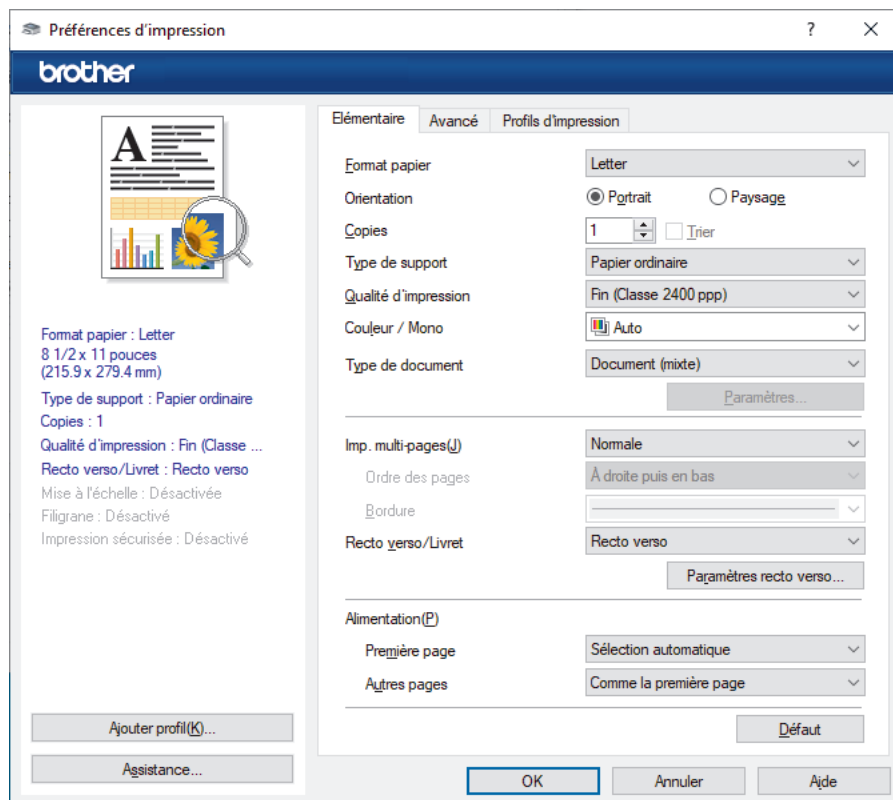 Préférences d'impression
?
brother
A
Format papier : Letter
8 1/2 x 11 pouces
(215.9 x 279.4 mm)
Type de support : Papier ordinaire
Copies : 1
Qualité d'impression : Fin (Classe ...
Recto verso/Livret : Recto verso
Mise à l'échelle : Désactivée
Filigrane : Désactivé
Impression sécurisée : Désactivé
Ajouter profil(K)...
Assistance...
Elémentaire Avancé Profils d'impression
Format papier Letter
Orientation Portrait Paysage
Copies 1 Trier
Type de support Papier ordinaire
Qualité d'impression Fin (Classe 2400 ppp)
Couleur / Mono Auto
Type de document Document (mixte)
Paramètres...
Imp. multi-pages(J) Normale
Ordre des pages À droite puis en bas
Bordure
Recto verso/Livret Recto verso
Paramètres recto verso...
Alimentation(P)
Première page Sélection automatique
Autres pages Comme la première page
Défaut
OK Annuler Aide